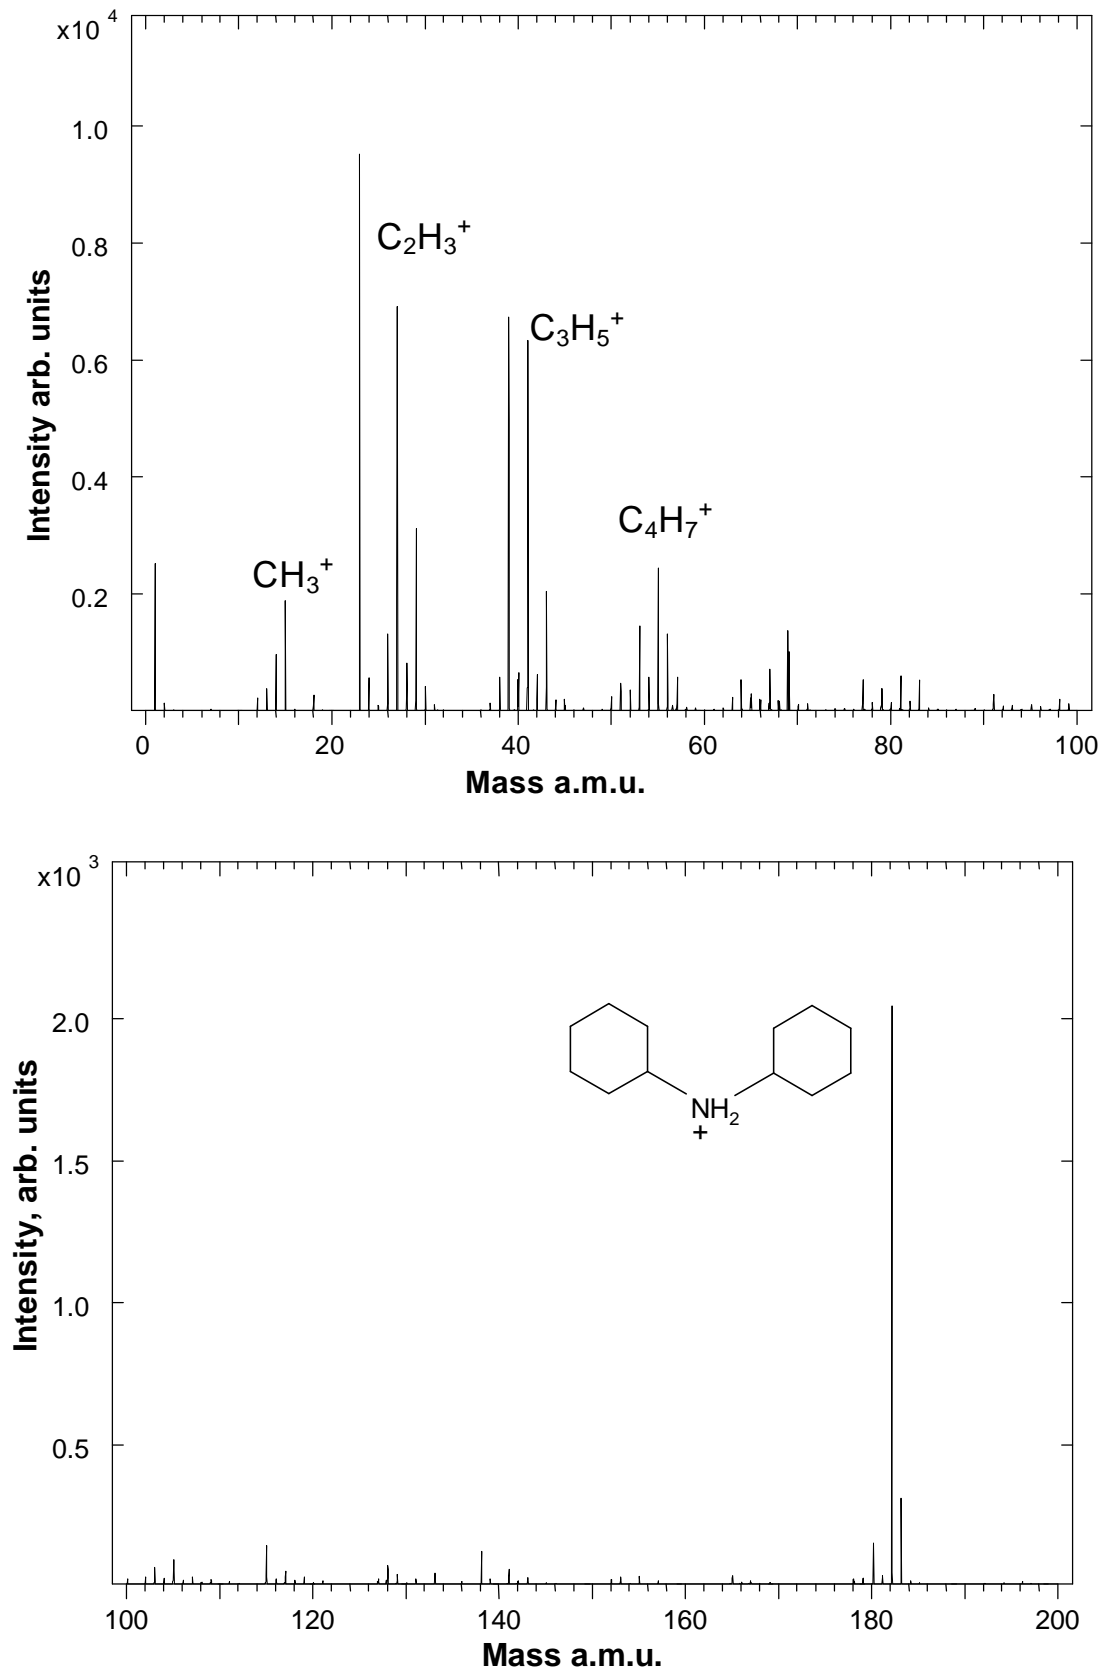 x10 4
1.0
0.8
0.6
0.4
0.2
Intensity arb. units
C2H3+
C3H5+
C4H7+
CH3+
0 20 40 60 80 100
Mass a.m.u.
x10 3
2.0
1.5
1.0
0.5
Intensity, arb. units
NH2
+
100 120 140 160 180 200
Mass a.m.u.